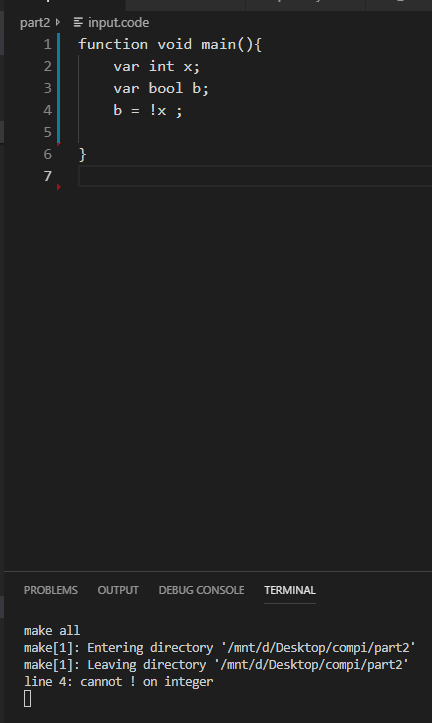 part2 input.code
1 function void main(){
2 var int x;
3 var bool b;
4 b = !x ;
5
6 }
7
PROBLEMS OUTPUT DEBUG CONSOLE TERMINAL
make all
make[1]: Entering directory '/mnt/d/Desktop/compi/part2'
make[1]: Leaving directory '/mnt/d/Desktop/compi/part2'
line 4: cannot ! on integer